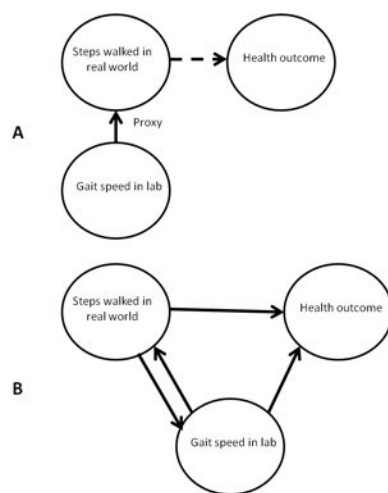 Steps walked in
real world
Health outcome
Proxy
A
Gait speed in lab
Steps walked in
real world
Health outcome
B
Gait speed in lab